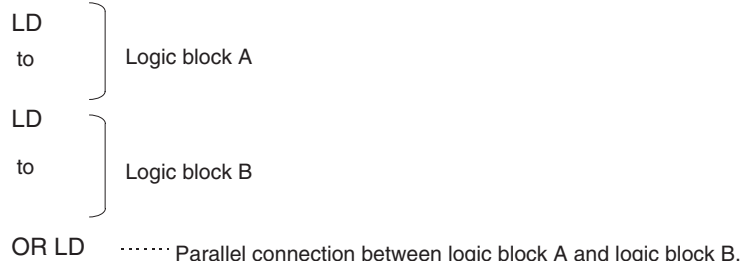 LD
to Logic block A
LD
to Logic block B
OR LD ........ Parallel connection between logic block A and logic block B.